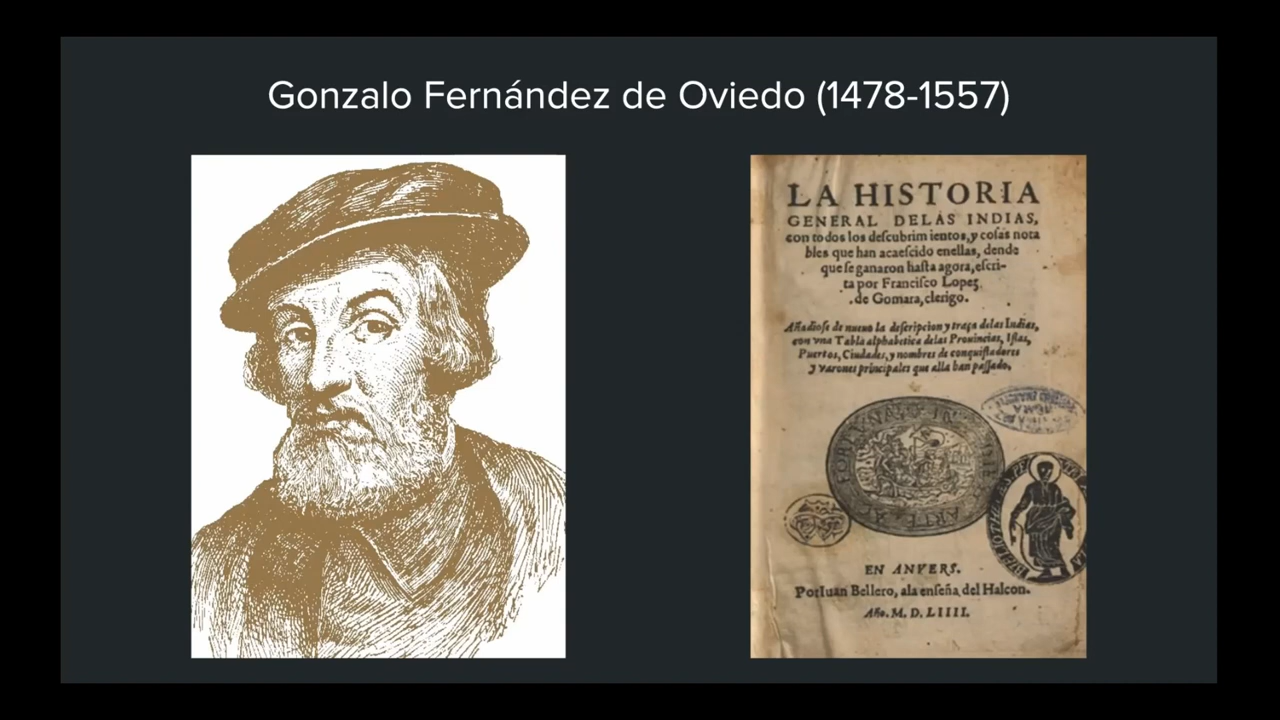 Gonzalo Fernández de Oviedo (1478-1557)
LA HISTORIA
GENERAL DELAS INDIAS,
con todos los deſcubrim ientos,y coſas nota
bles que han acaeſcido enellas, dende
que ſe ganaron haſta agora,eſcri-
ta por Franciſco Lopez
de Gomara,clerigo.
Añadioſe de nueuo la deſcripcion y traça delas Indias,
con vna Tabla alphabetica delas Prouincias, Iſlas,
Puertos, Ciudades, y nombres de conquiſtadores
y varones principales que alla han paſſado.
EN ANVERS.
Por Iuan Bellero, ala enſeña del Halcon.
Año. M. D. LIIII.